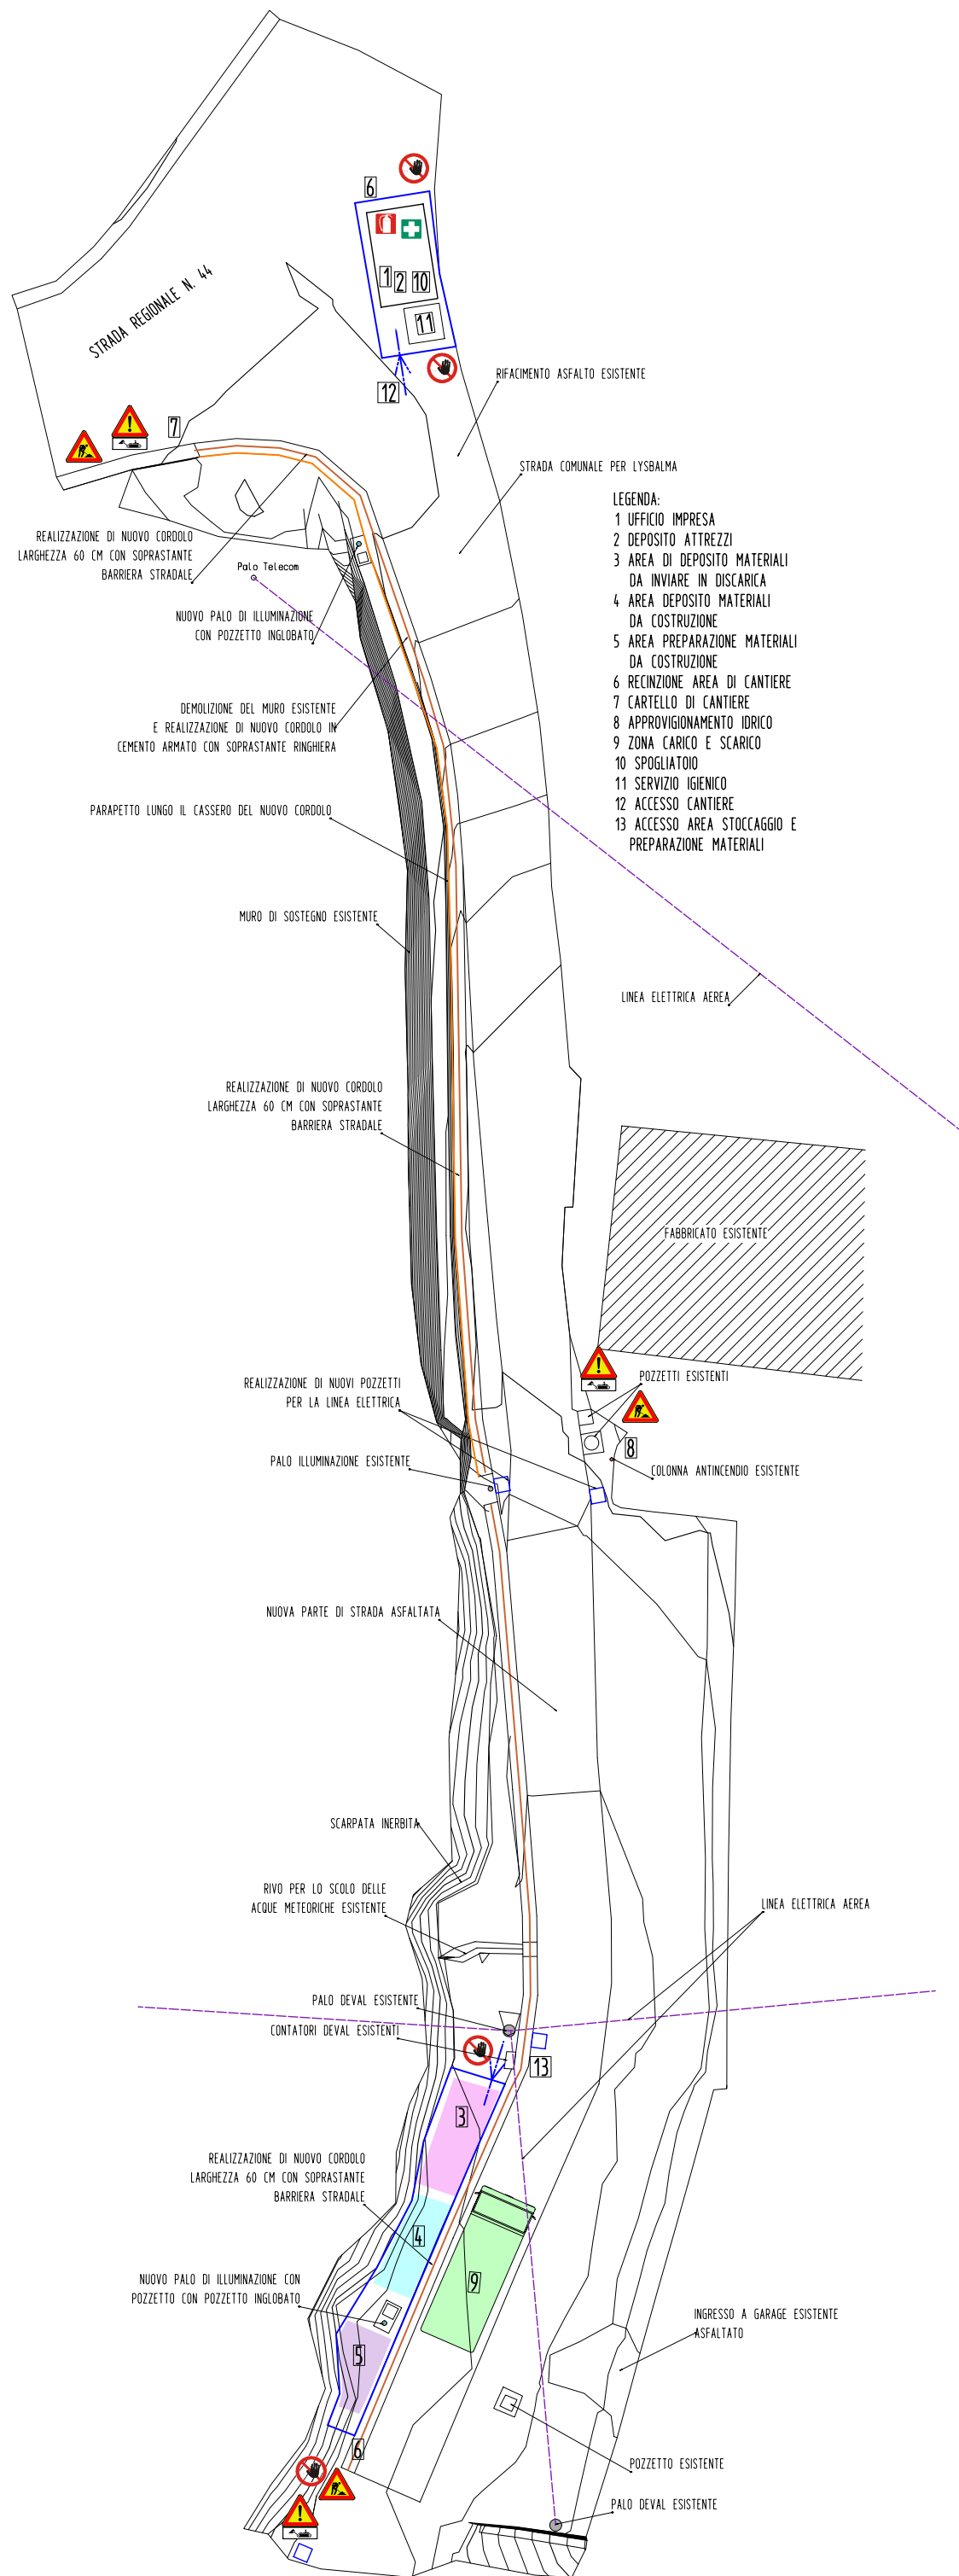 6
1
2
10
11
12
STRADA REGIONALE N. 44
7
RIFACIMENTO ASFALTO ESISTENTE
STRADA COMUNALE PER LYSBALMA
LEGENDA:
1 UFFICIO IMPRESA
2 DEPOSITO ATTREZZI
3 AREA DI DEPOSITO MATERIALI
DA INVIARE IN DISCARICA
4 AREA DEPOSITO MATERIALI
DA COSTRUZIONE
5 AREA PREPARAZIONE MATERIALI
DA COSTRUZIONE
6 RECINZIONE AREA DI CANTIERE
7 CARTELLO DI CANTIERE
8 APPROVIGIONAMENTO IDRICO
9 ZONA CARICO E SCARICO
10 SPOGLIATOIO
11 SERVIZIO IGIENICO
12 ACCESSO CANTIERE
13 ACCESSO AREA STOCCAGGIO E
PREPARAZIONE MATERIALI
REALIZZAZIONE DI NUOVO CORDOLO
LARGHEZZA 60 CM CON SOPRASTANTE
BARRIERA STRADALE
Palo Telecom
NUOVO PALO DI ILLUMINAZIONE
CON POZZETTO INGLOBATO
DEMOLIZIONE DEL MURO ESISTENTE
E REALIZZAZIONE DI NUOVO CORDOLO IN
CEMENTO ARMATO CON SOPRASTANTE RINGHIERA
PARAPETTO LUNGO IL CASSERO DEL NUOVO CORDOLO
MURO DI SOSTEGNO ESISTENTE
LINEA ELETTRICA AEREA
REALIZZAZIONE DI NUOVO CORDOLO
LARGHEZZA 60 CM CON SOPRASTANTE
BARRIERA STRADALE
FABBRICATO ESISTENTE
REALIZZAZIONE DI NUOVI POZZETTI
PER LA LINEA ELETTRICA
POZZETTI ESISTENTI
8
PALO ILLUMINAZIONE ESISTENTE
COLONNA ANTINCENDIO ESISTENTE
NUOVA PARTE DI STRADA ASFALTATA
SCARPATA INERBITA
RIVO PER LO SCOLO DELLE
ACQUE METEORICHE ESISTENTE
LINEA ELETTRICA AEREA
PALO DEVAL ESISTENTE
CONTATORI DEVAL ESISTENTI
13
3
REALIZZAZIONE DI NUOVO CORDOLO
LARGHEZZA 60 CM CON SOPRASTANTE
BARRIERA STRADALE
4
9
NUOVO PALO DI ILLUMINAZIONE CON
POZZETTO CON POZZETTO INGLOBATO
5
INGRESSO A GARAGE ESISTENTE
ASFALTATO
6
POZZETTO ESISTENTE
PALO DEVAL ESISTENTE